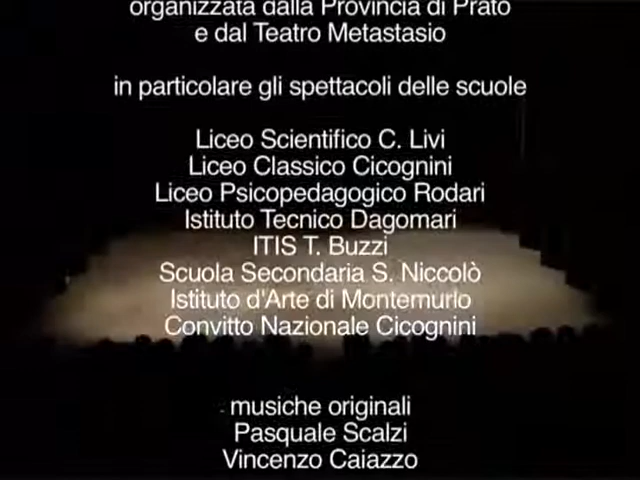 organizzata dalla Provincia di Prato
e dal Teatro Metastasio
in particolare gli spettacoli delle scuole
Liceo Scientifico C. Livi
Liceo Classico Cicognini
Liceo Psicopedagogico Rodari
Istituto Tecnico Dagomari
ITIS T. Buzzi
Scuola Secondaria S. Niccolò
Istituto d'Arte di Montemurlo
Convitto Nazionale Cicognini
musiche originali
Pasquale Scalzi
Vincenzo Caiazzo